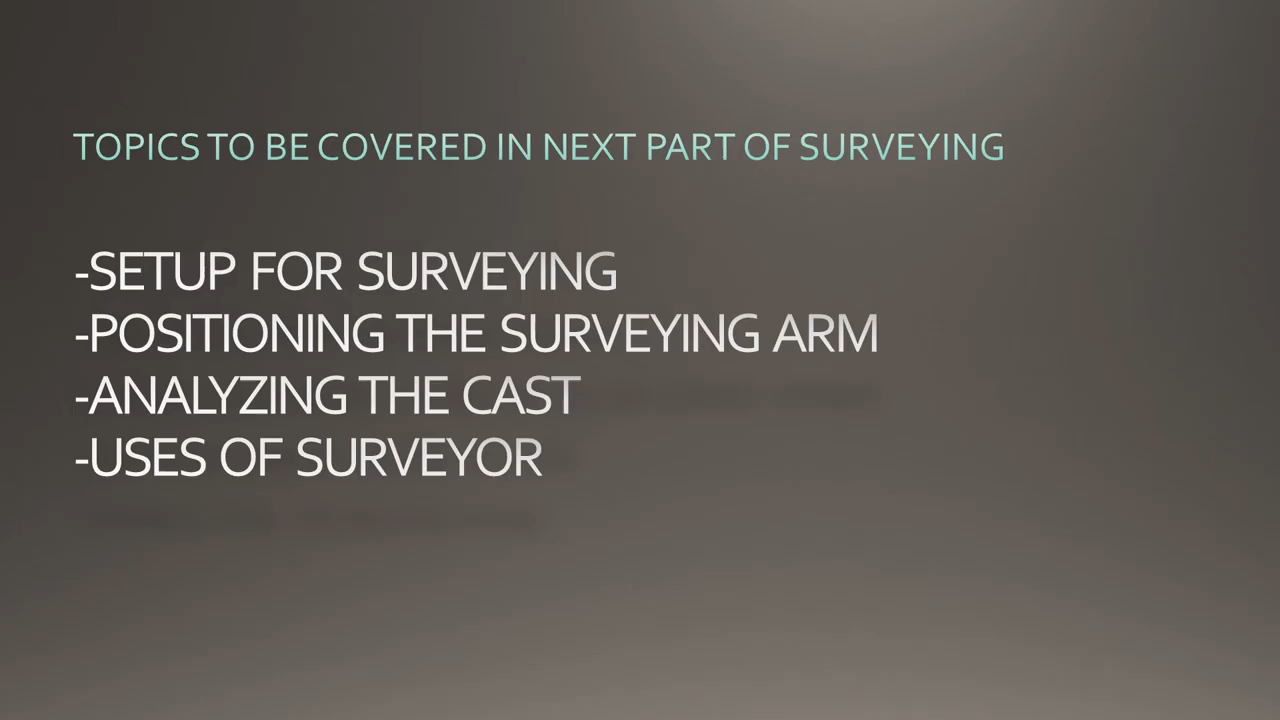 TOPICS TO BE COVERED IN NEXT PART OF SURVEYING
-SETUP FOR SURVEYING
-POSITIONING THE SURVEYING ARM
-ANALYZING THE CAST
-USES OF SURVEYOR